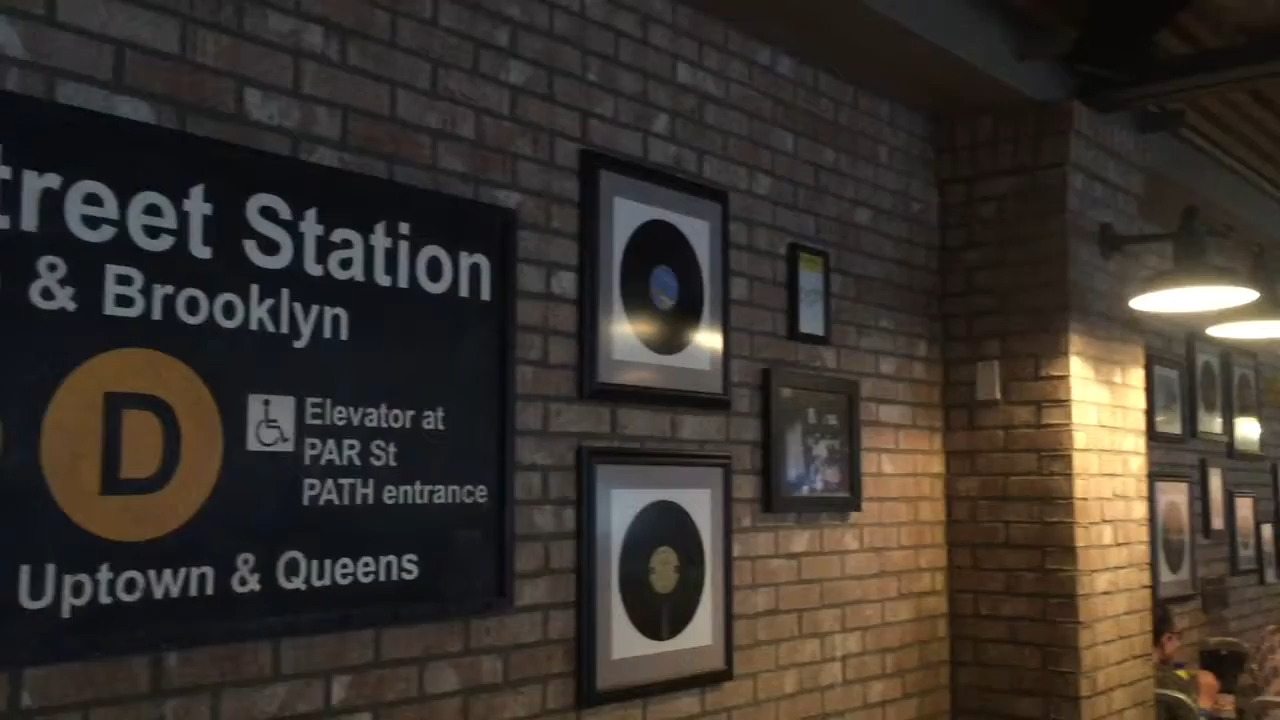 treet Station
& Brooklyn
D
Elevator at
PAR St
PATH entrance
Uptown & Queens